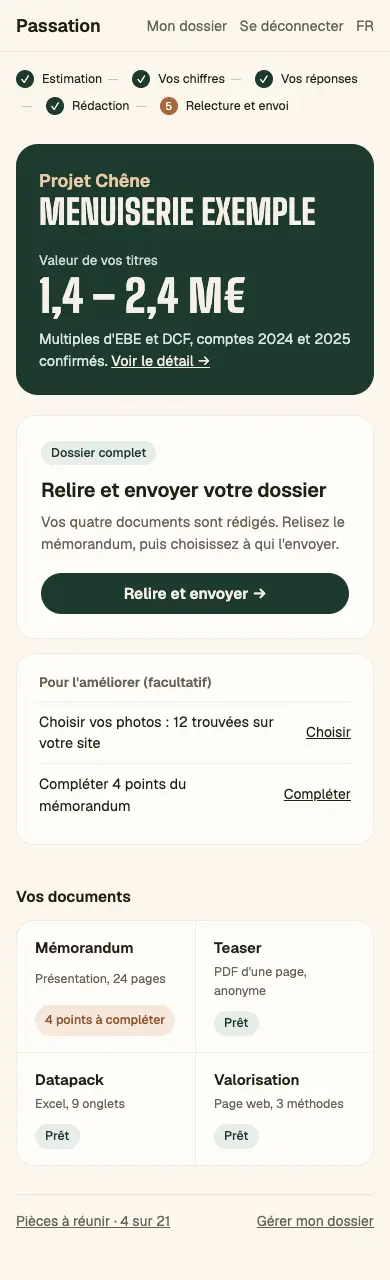 Passation
Mon dossier Se déconnecter FR
Estimation — Vos chiffres — Vos réponses
— Rédaction — 5 Relecture et envoi
Projet Chêne
MENUISERIE EXEMPLE
Valeur de vos titres
1,4 – 2,4 M€
Multiples d'EBE et DCF, comptes 2024 et 2025
confirmés. Voir le détail →
Dossier complet
Relire et envoyer votre dossier
Vos quatre documents sont rédigés. Relisez le
mémorandum, puis choisissez à qui l'envoyer.
Relire et envoyer →
Pour l'améliorer (facultatif)
Choisir vos photos : 12 trouvées sur
votre site
Choisir
Compléter 4 points du
mémorandum
Compléter
Vos documents
Mémorandum
Présentation, 24 pages
4 points à compléter
Teaser
PDF d'une page,
anonyme
Prêt
Datapack
Excel, 9 onglets
Prêt
Valorisation
Page web, 3 méthodes
Prêt
Pièces à réunir · 4 sur 21
Gérer mon dossier